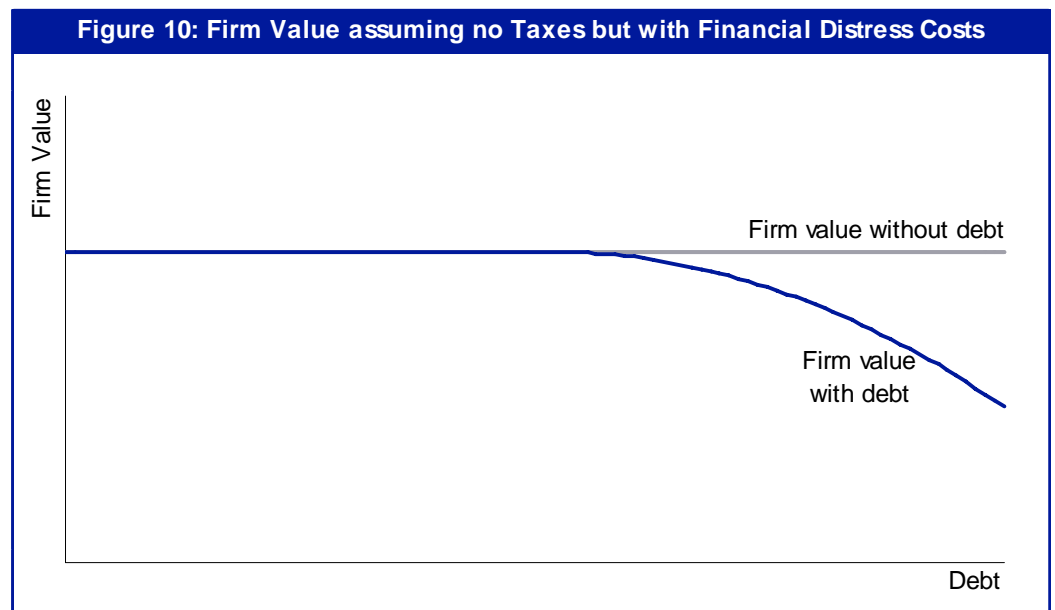 Figure 10: Firm Value assuming no Taxes but with Financial Distress Costs
Firm Value
Firm value without debt
Firm value
with debt
Debt